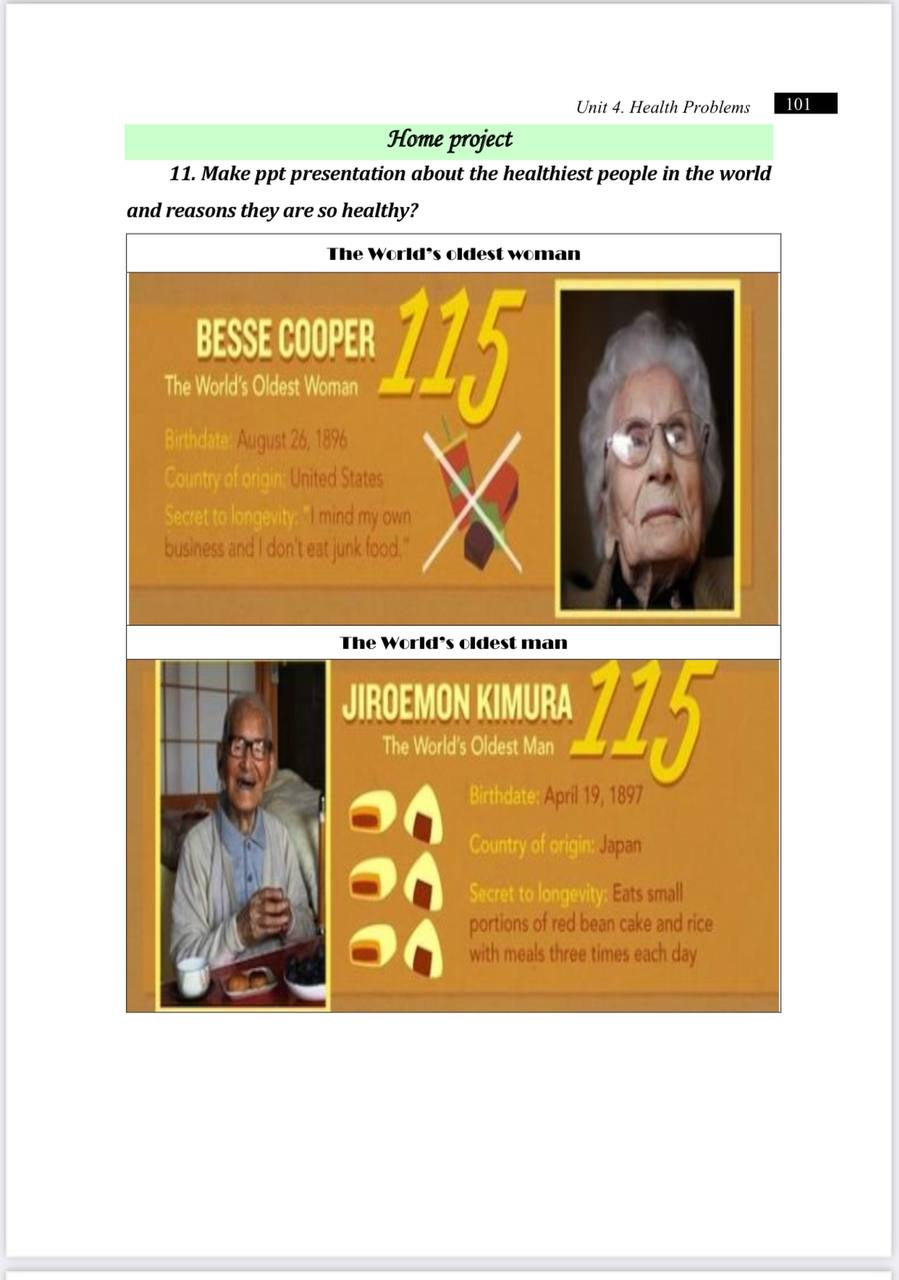 Unit 4. Health Problems 101
Home project
11. Make ppt presentation about the healthiest people in the world
and reasons they are so healthy?
The World's oldest woman
BESSE COOPER 115
The World's Oldest Woman
Birthdate: August 26, 1896
Country of origin: United States
Secret to longevity: "I mind my own
business and I don't eat junk food."
The World's oldest man
JIROEMON KIMURA 115
The World's Oldest Man
Birthdate: April 19, 1897
Country of origin: Japan
Secret to longevity: Eats small
portions of red bean cake and rice
with meals three times each day